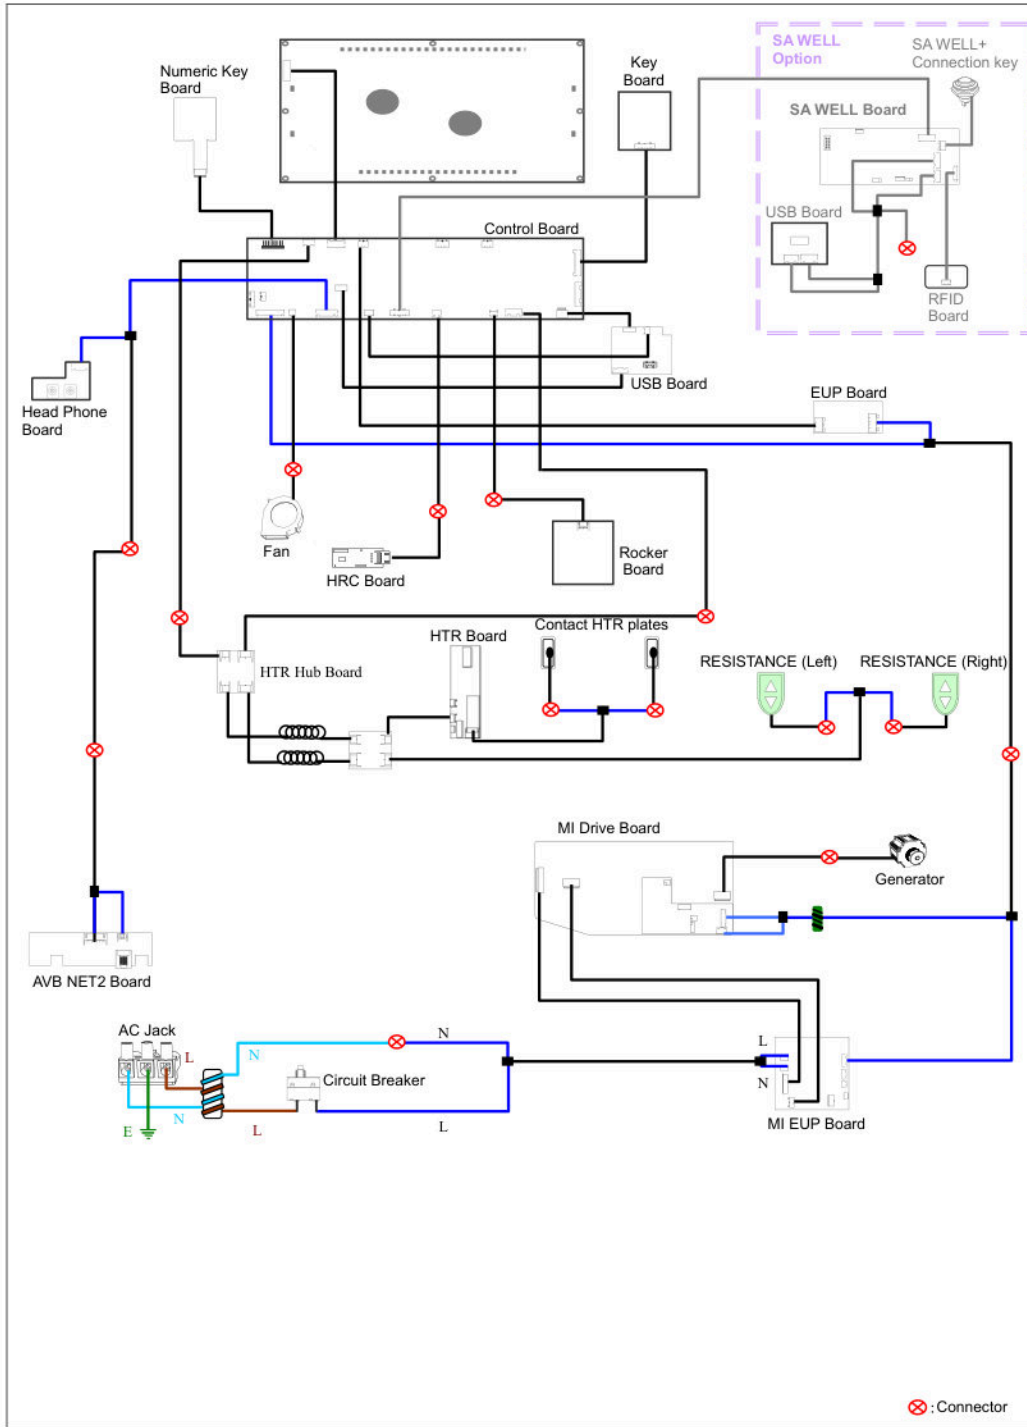 SA WELL
Option
SA WELL+
Connection key
Numeric Key
Board
Key
Board
SA WELL Board
USB Board
Control Board
RFID
Board
USB Board
EUP Board
Head Phone
Board
Fan
HRC Board
Rocker
Board
Contact HTR plates
HTR Board
HTR Hub Board
RESISTANCE (Left)
RESISTANCE (Right)
MI Drive Board
Generator
AVB NET2 Board
AC Jack
L
N
N
L
Circuit Breaker
N
E
L
L
N
MI EUP Board
: Connector